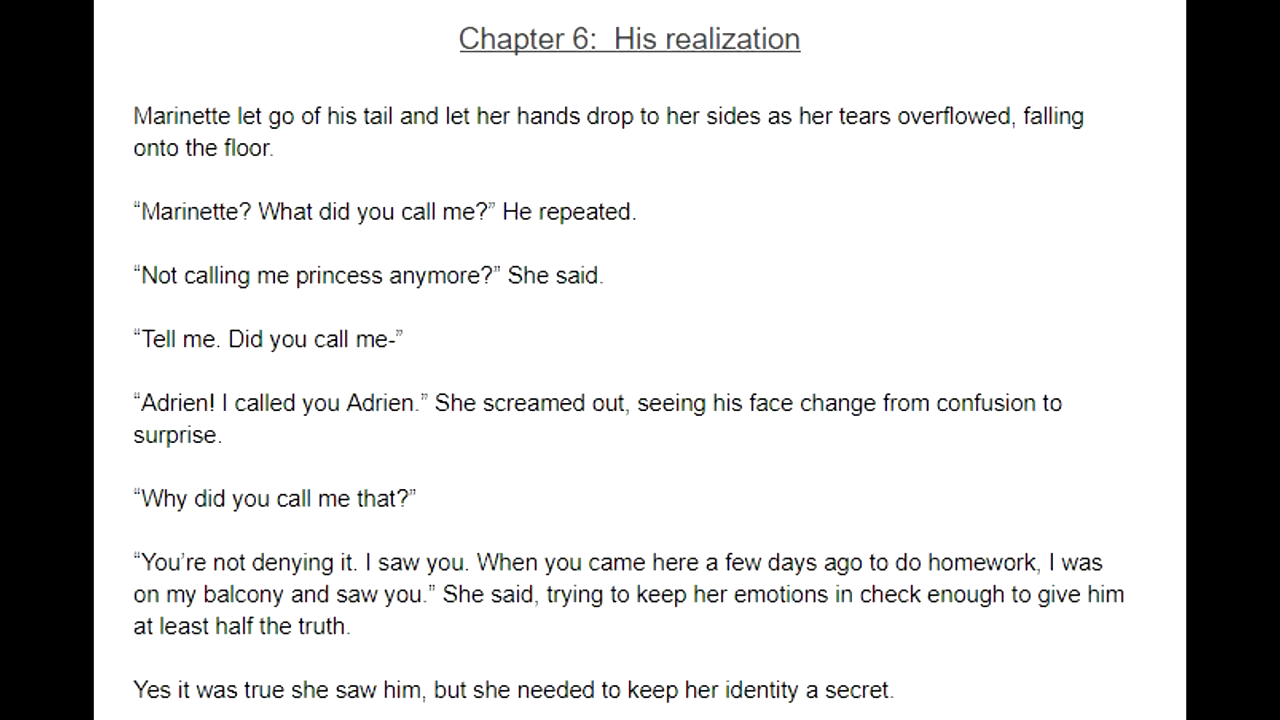 Chapter 6:  His realization
Marinette let go of his tail and let her hands drop to her sides as her tears overflowed, falling
onto the floor.
“Marinette? What did you call me?” He repeated.
“Not calling me princess anymore?” She said.
“Tell me. Did you call me-”
“Adrien! I called you Adrien.” She screamed out, seeing his face change from confusion to
surprise.
“Why did you call me that?”
“You’re not denying it. I saw you. When you came here a few days ago to do homework, I was
on my balcony and saw you.” She said, trying to keep her emotions in check enough to give him
at least half the truth.
Yes it was true she saw him, but she needed to keep her identity a secret.